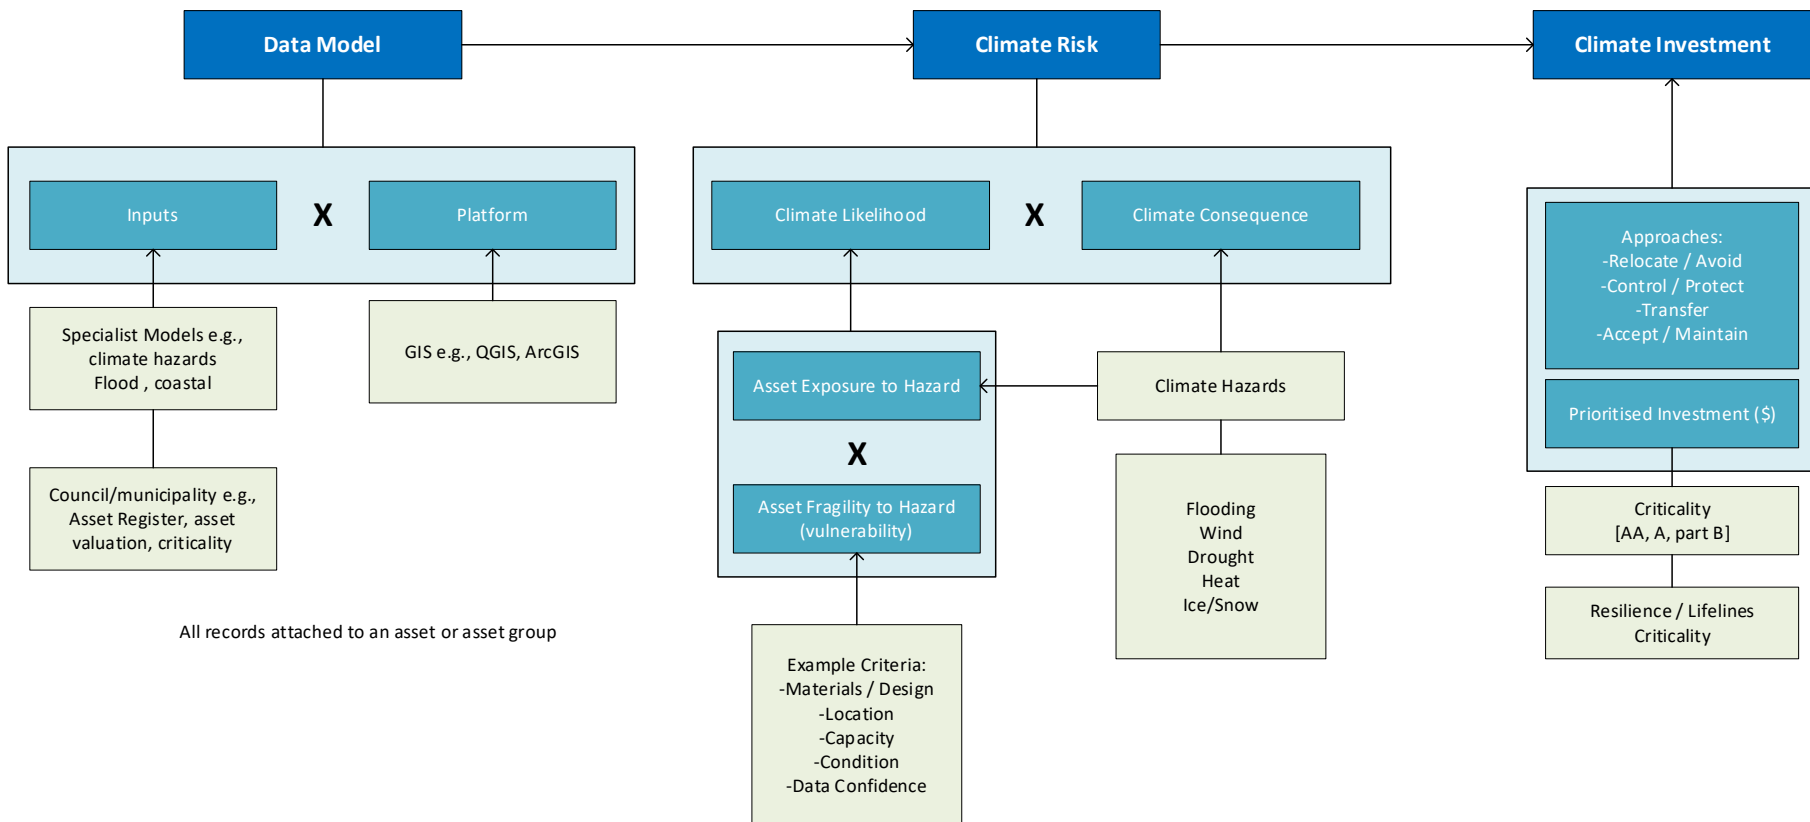 Data Model
Climate Risk
Climate Investment
Inputs
X
Platform
Specialist Models e.g.,
climate hazards
Flood , coastal
GIS e.g., QGIS, ArcGIS
Council/municipality e.g.,
Asset Register, asset
valuation, criticality
All records attached to an asset or asset group
Climate Likelihood
X
Climate Consequence
Asset Exposure to Hazard
X
Asset Fragility to Hazard
(vulnerability)
Climate Hazards
Flooding
Wind
Drought
Heat
Ice/Snow
Example Criteria:
-Materials / Design
-Location
-Capacity
-Condition
-Data Confidence
Approaches:
-Relocate / Avoid
-Control / Protect
-Transfer
-Accept / Maintain
Prioritised Investment ($)
Criticality
[AA, A, part B]
Resilience / Lifelines
Criticality